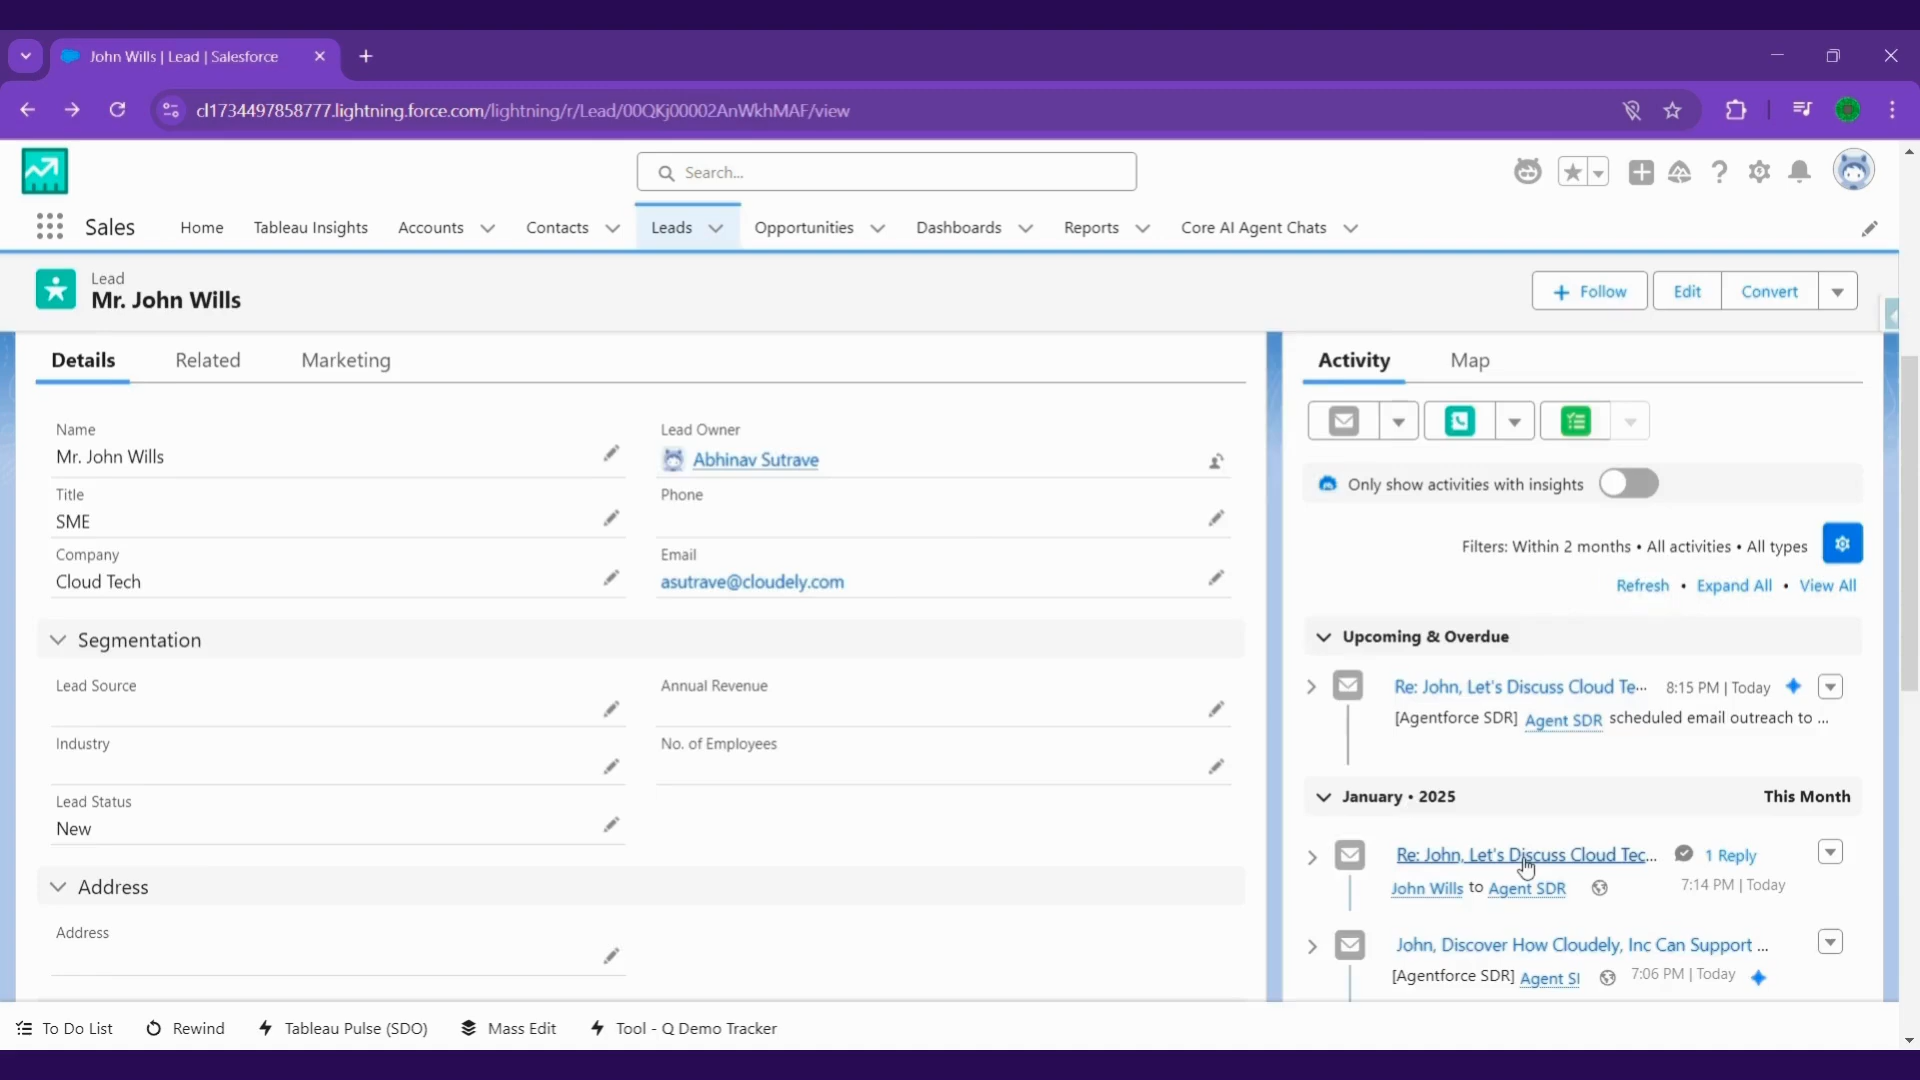 John Wills | Lead | Salesforce
cl1734497858777.lightning.force.com/lightning/r/Lead/00QKj00002AnWkhMAF/view
Search...
Sales Home Tableau Insights Accounts Contacts Leads Opportunities Dashboards Reports Core AI Agent Chats
Lead
Mr. John Wills
Follow Edit Convert
Details Related Marketing
Name
Mr. John Wills
Lead Owner
Abhinav Sutrave
Title
SME
Phone
Company
Cloud Tech
Email
asutrave@cloudely.com
Segmentation
Lead Source
Annual Revenue
Industry
No. of Employees
Lead Status
New
Address
Address
Activity Map
Only show activities with insights
Filters: Within 2 months • All activities • All types
Refresh • Expand All • View All
Upcoming & Overdue
Re: John, Let's Discuss Cloud Te... 8:15 PM | Today
[Agentforce SDR] Agent SDR scheduled email outreach to ...
January • 2025 This Month
Re: John, Let's Discuss Cloud Tec... 1 Reply
John Wills to Agent SDR 7:14 PM | Today
John, Discover How Cloudely, Inc Can Support ...
[Agentforce SDR] Agent SI 7:06 PM | Today
To Do List Rewind Tableau Pulse (SDO) Mass Edit Tool - Q Demo Tracker